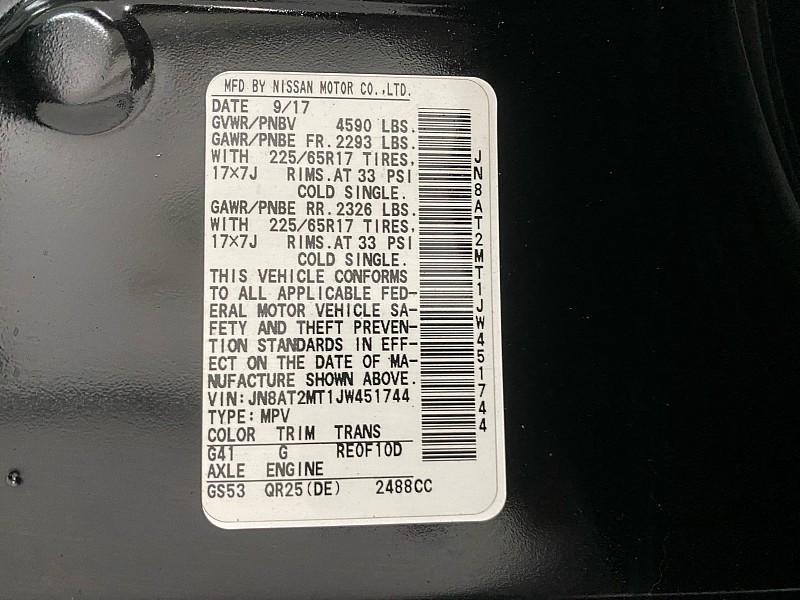 MFD BY NISSAN MOTOR CO.,LTD.
DATE 9/17
GVWR/PNBV 4590 LBS.
GAWR/PNBE FR. 2293 LBS.
WITH 225/65R17 TIRES,
17×7J RIMS.AT 33 PSI
COLD SINGLE.
GAWR/PNBE RR. 2326 LBS.
WITH 225/65R17 TIRES,
17×7J RIMS.AT 33 PSI
COLD SINGLE.
THIS VEHICLE CONFORMS
TO ALL APPLICABLE FED-
ERAL MOTOR VEHICLE SA-
FETY AND THEFT PREVEN-
TION STANDARDS IN EFF-
ECT ON THE DATE OF MA-
NUFACTURE SHOWN ABOVE.
VIN:JN8AT2MT1JW451744
TYPE:MPV
COLOR TRIM TRANS
G41 G RE0F10D
AXLE ENGINE
GS53 QR25(DE) 2488CC
JN8AT2MT1JW451744